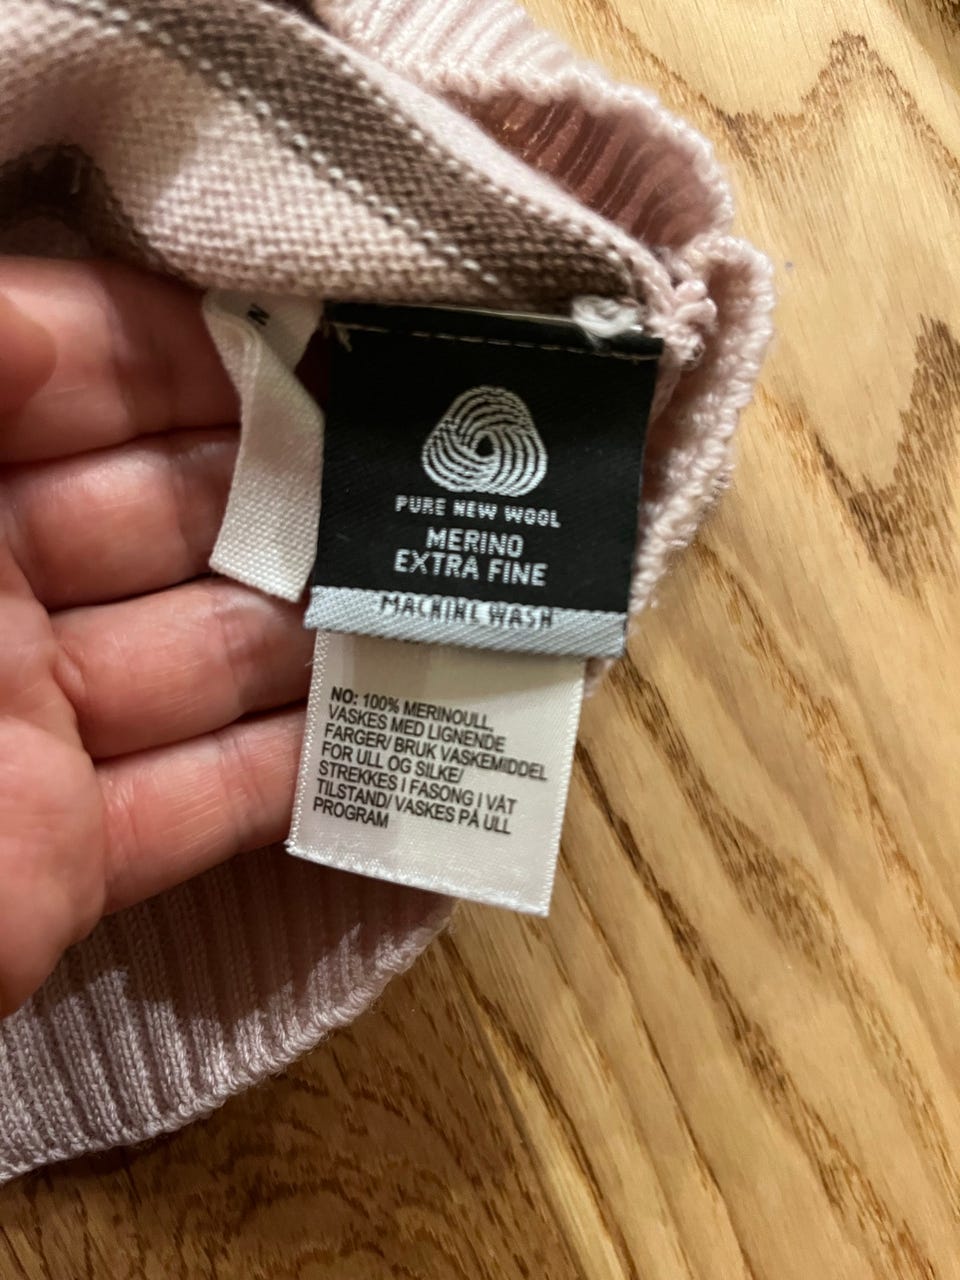 N
PURE NEW WOOL
MERINO
EXTRA FINE
MACHINE WASH
NO: 100% MERINOULL,
VASKES MED LIGNENDE
FARGER/ BRUK VASKEMIDDEL
FOR ULL OG SILKE/
STREKKES I FASONG I VÅT
TILSTAND/ VASKES PÅ ULL
PROGRAM